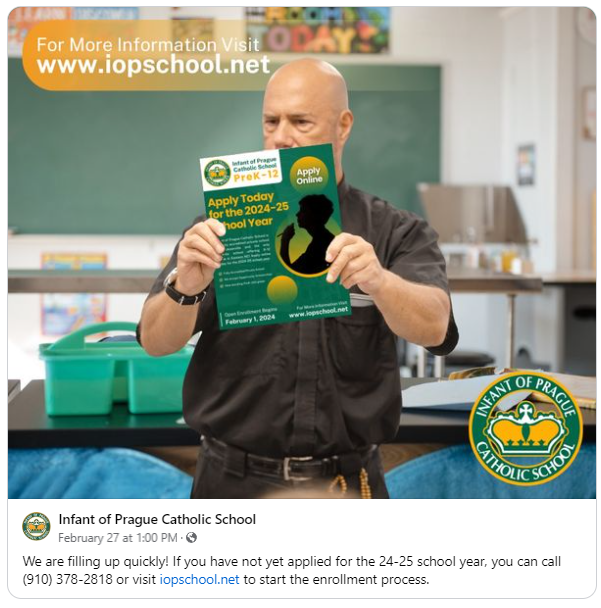 For More Information Visit
www.iopschool.net
TODAY?
Infant of Prague
Catholic School
PreK-12
Apply
Online
Apply Today
for the 2024-25
School Year
Open Enrollment Begins
February 1, 2024
For More Information Visit
www.iopschool.net
INFANT OF PRAGUE
CATHOLIC SCHOOL
Infant of Prague Catholic School
February 27 at 1:00 PM ·
We are filling up quickly! If you have not yet applied for the 24-25 school year, you can call
(910) 378-2818 or visit iopschool.net to start the enrollment process.